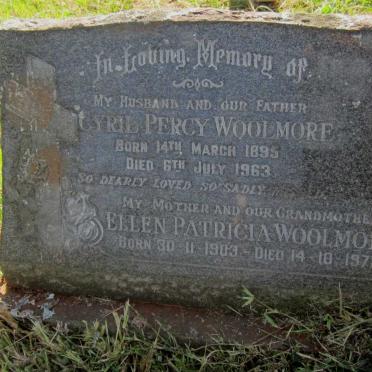 In Loving Memory of
MY HUSBAND AND OUR FATHER
CYRIL PERCY WOOLMORE
BORN 14TH MARCH 1895
DIED 6TH JULY 1963
SO DEARLY LOVED SO SADLY
MY MOTHER AND OUR GRANDMOTHE
ELLEN PATRICIA WOOLMO
BORN 30-11-1903-DIED 14-10-197